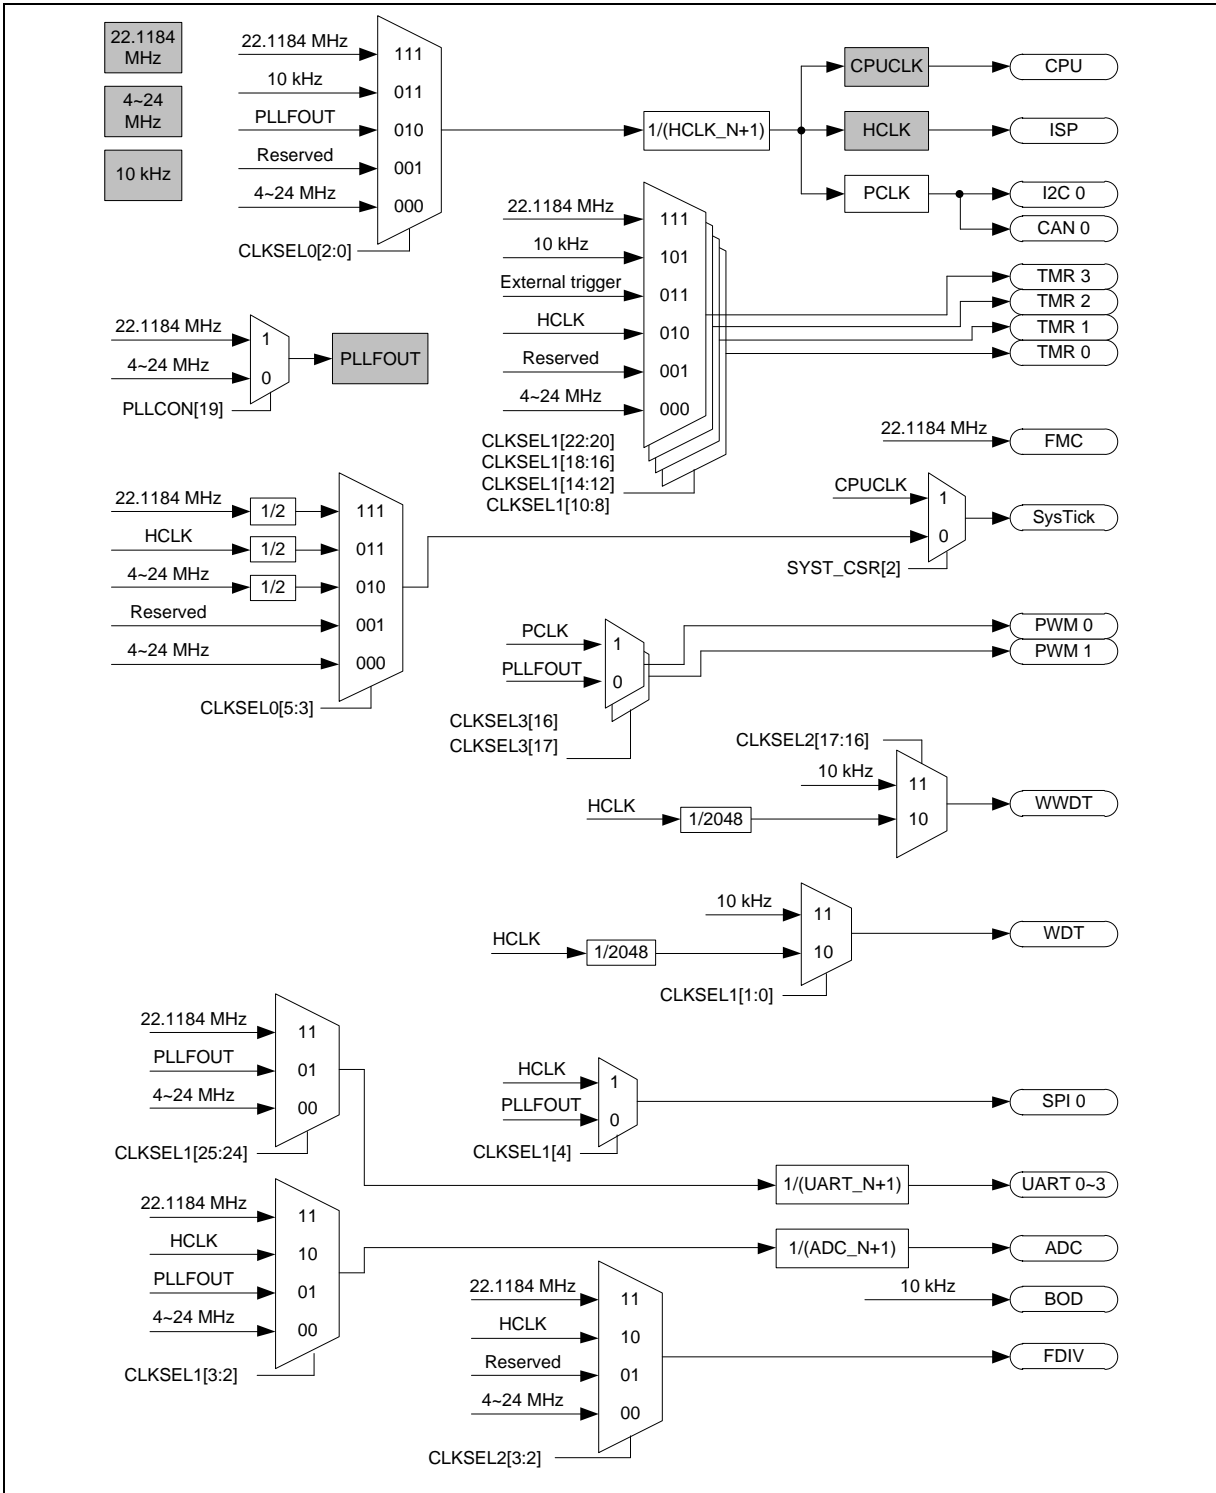 22.1184
MHz
4~24
MHz
10 kHz
22.1184 MHz
111
10 kHz
011
PLLFOUT
010
Reserved
001
4~24 MHz
000
CLKSEL0[2:0]
1/(HCLK_N+1)
CPUCLK
CPU
HCLK
ISP
PCLK
I2C 0
CAN 0
22.1184 MHz
111
10 kHz
101
External trigger
011
HCLK
010
Reserved
001
4~24 MHz
000
CLKSEL1[22:20]
CLKSEL1[18:16]
CLKSEL1[14:12]
CLKSEL1[10:8]
TMR 3
TMR 2
TMR 1
TMR 0
22.1184 MHz
1
4~24 MHz
0
PLLCON[19]
PLLFOUT
22.1184 MHz
FMC
22.1184 MHz
1/2
111
HCLK
1/2
011
4~24 MHz
1/2
010
Reserved
001
4~24 MHz
000
CLKSEL0[5:3]
CPUCLK
1
0
SYST_CSR[2]
SysTick
PCLK
1
PLLFOUT
0
CLKSEL3[16]
CLKSEL3[17]
PWM 0
PWM 1
CLKSEL2[17:16]
10 kHz
11
HCLK
1/2048
10
WWDT
10 kHz
11
HCLK
1/2048
10
CLKSEL1[1:0]
WDT
22.1184 MHz
11
PLLFOUT
01
4~24 MHz
00
CLKSEL1[25:24]
HCLK
1
PLLFOUT
0
CLKSEL1[4]
SPI 0
1/(UART_N+1)
UART 0~3
22.1184 MHz
11
HCLK
10
PLLFOUT
01
4~24 MHz
00
CLKSEL1[3:2]
1/(ADC_N+1)
ADC
10 kHz
BOD
22.1184 MHz
11
HCLK
10
Reserved
01
4~24 MHz
00
CLKSEL2[3:2]
FDIV